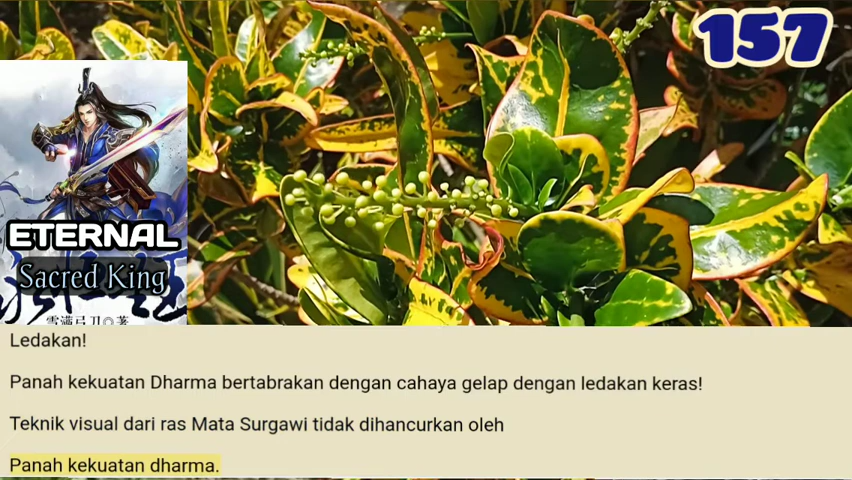 157
ETERNAL
Sacred King
Ledakan!
Panah kekuatan Dharma bertabrakan dengan cahaya gelap dengan ledakan keras!
Teknik visual dari ras Mata Surgawi tidak dihancurkan oleh
Panah kekuatan dharma.